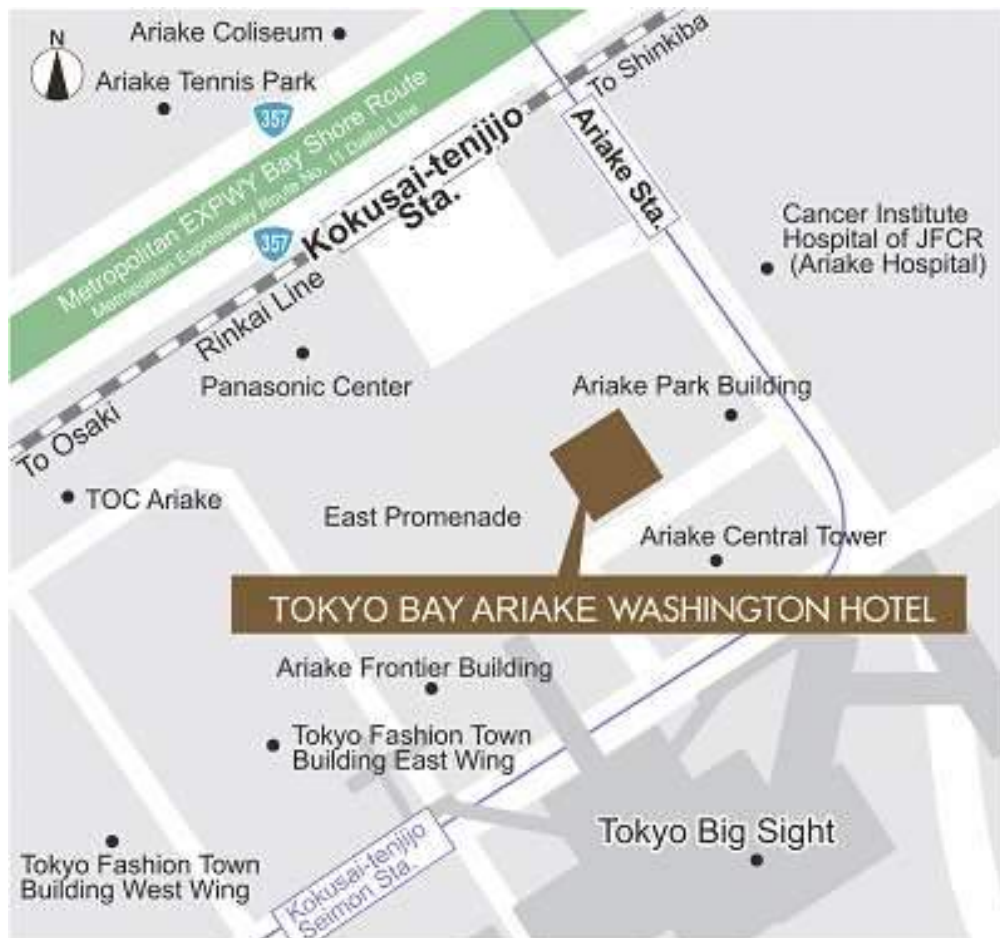 N
Ariake Coliseum
Ariake Tennis Park
357
Metropolitan EXPWY Bay Shore Route
Metropolitan Expressway Route No. 11 Daiba Line
To Shinkiba
Kokusai-tenjijo
Sta.
Ariake Sta.
357
Cancer Institute
Hospital of JFCR
(Ariake Hospital)
Rinkai Line
Panasonic Center
Ariake Park Building
To Osaki
TOC Ariake
East Promenade
Ariake Central Tower
TOKYO BAY ARIAKE WASHINGTON HOTEL
Ariake Frontier Building
Tokyo Fashion Town
Building East Wing
Tokyo Big Sight
Tokyo Fashion Town
Building West Wing
Kokusai-tenjijo
Seimon Sta.